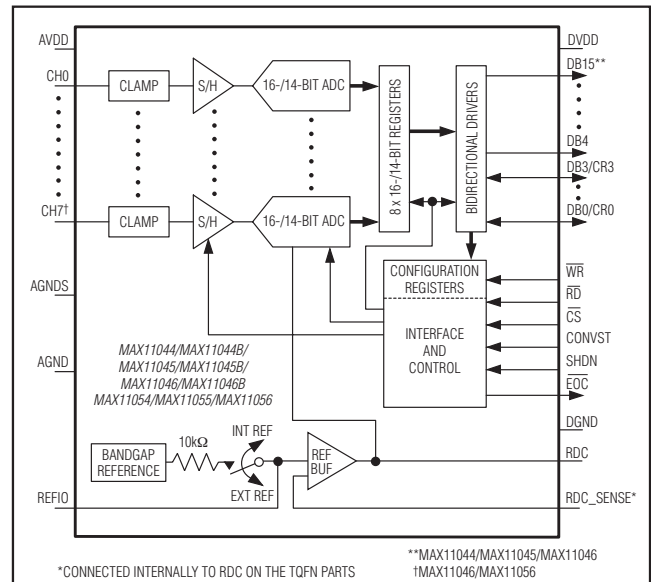 AVDD
DVDD
CH0
CLAMP
S/H
16-/14-BIT ADC
8 x 16-/14-BIT REGISTERS
BIDIRECTIONAL DRIVERS
DB15**
DB4
DB3/CR3
DB0/CR0
CH7†
CLAMP
S/H
16-/14-BIT ADC
CONFIGURATION
REGISTERS
INTERFACE
AND
CONTROL
WR
RD
CS
CONVST
SHDN
EOC
AGNDS
AGND
MAX11044/MAX11044B/
MAX11045/MAX11045B/
MAX11046/MAX11046B
MAX11054/MAX11055/MAX11056
DGND
BANDGAP
REFERENCE
10kΩ
INT REF
EXT REF
REF
BUF
RDC
REFIO
RDC_SENSE*
*CONNECTED INTERNALLY TO RDC ON THE TQFN PARTS
**MAX11044/MAX11045/MAX11046
†MAX11046/MAX11056